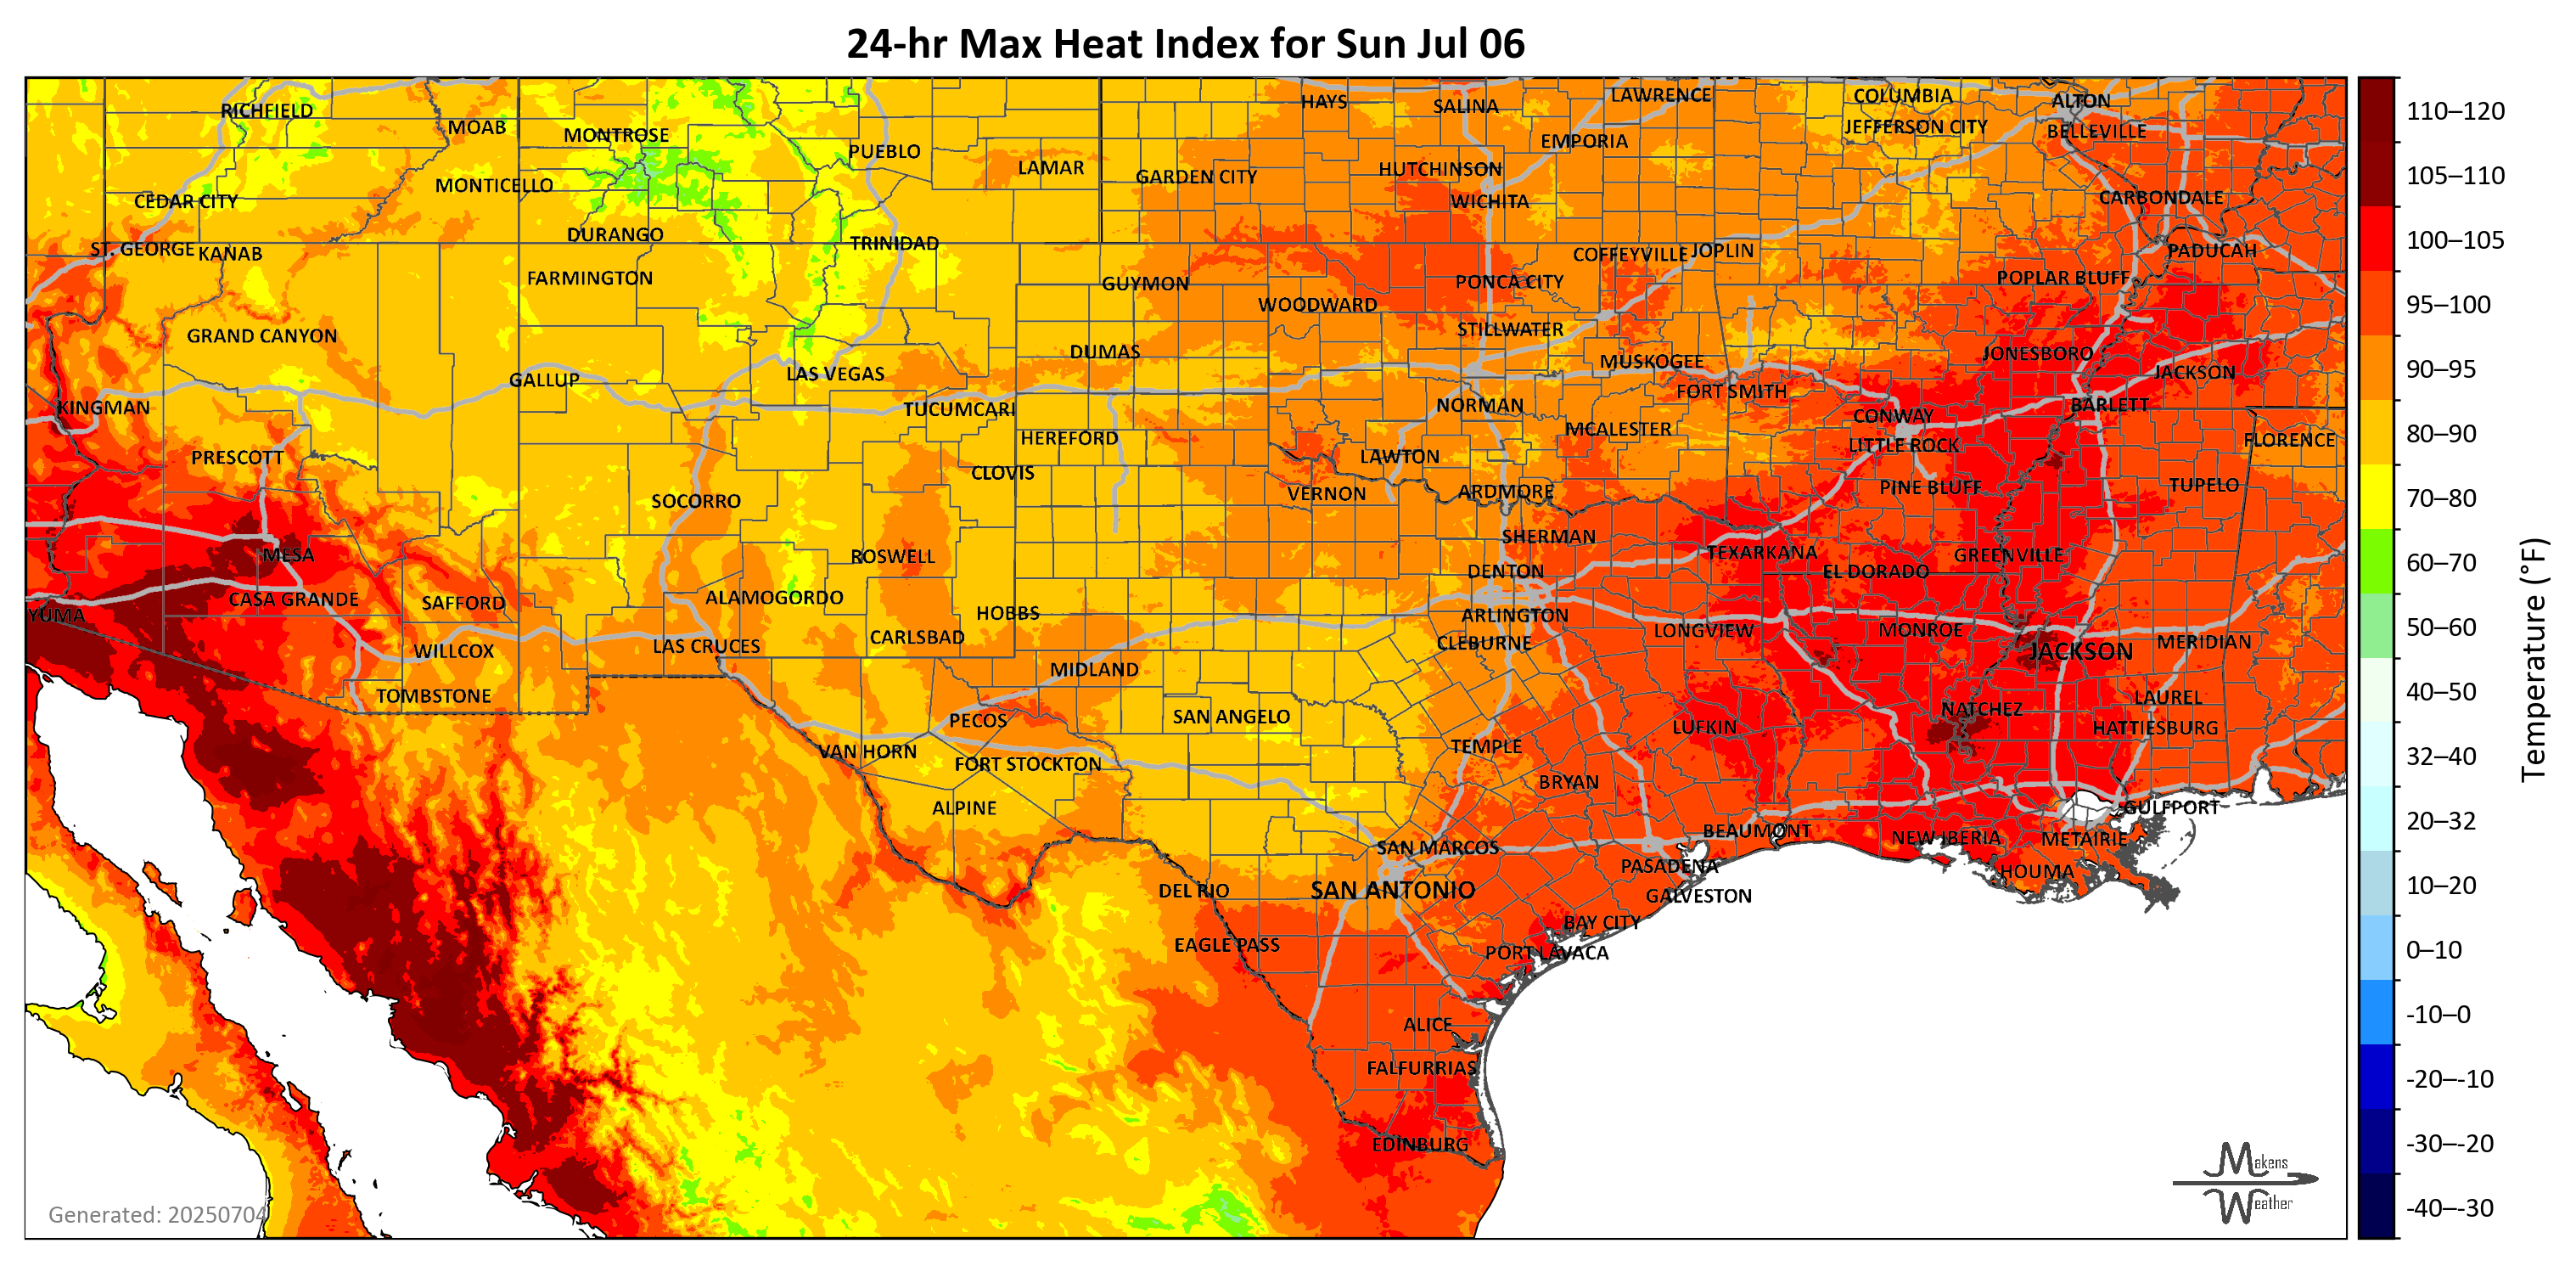 24-hr Max Heat Index for Sun Jul 06
HAYS
SALINA
LAWRENCE
COLUMBIA
ALTON
RICHFIELD
MOAB
MONTROSE
PUEBLO
EMPORIA
JEFFERSON CITY
BELLEVILLE
LAMAR
GARDEN CITY
HUTCHINSON
MONTICELLO
CEDAR CITY
WICHITA
CARBONDALE
DURANGO
TRINIDAD
ST. GEORGE
KANAB
COFFEYVILLE
JOPLIN
PADUCAH
FARMINGTON
GUYMON
PONCA CITY
POPLAR BLUFF
WOODWARD
GRAND CANYON
STILLWATER
DUMAS
MUSKOGEE
JONESBORO
GALLUP
LAS VEGAS
FORT SMITH
JACKSON
KINGMAN
TUCUMCARI
NORMAN
CONWAY
BARLETT
HEREFORD
MCALESTER
LITTLE ROCK
FLORENCE
PRESCOTT
CLOVIS
LAWTON
SOCORRO
VERNON
ARDMORE
PINE BLUFF
TUPELO
MESA
ROSWELL
SHERMAN
TEXARKANA
GREENVILLE
DENTON
EL DORADO
CASA GRANDE
SAFFORD
ALAMOGORDO
HOBBS
YUMA
ARLINGTON
LAS CRUCES
CARLSBAD
CLEBURNE
LONGVIEW
MONROE
MERIDIAN
WILLCOX
MIDLAND
JACKSON
TOMBSTONE
PECOS
SAN ANGELO
LAUREL
NATCHEZ
LUFKIN
HATTIESBURG
VAN HORN
FORT STOCKTON
TEMPLE
BRYAN
ALPINE
GULFPORT
SAN MARCOS
BEAUMONT
NEW IBERIA
METAIRIE
PASADENA
HOUMA
DEL RIO
SAN ANTONIO
GALVESTON
BAY CITY
EAGLE PASS
PORT LAVACA
ALICE
FALFURRIAS
EDINBURG
Generated: 20250704
Makens
Weather
110–120
105–110
100–105
95–100
90–95
80–90
70–80
60–70
50–60
40–50
32–40
20–32
10–20
0–10
-10–0
-20–-10
-30–-20
-40–-30
Temperature (°F)